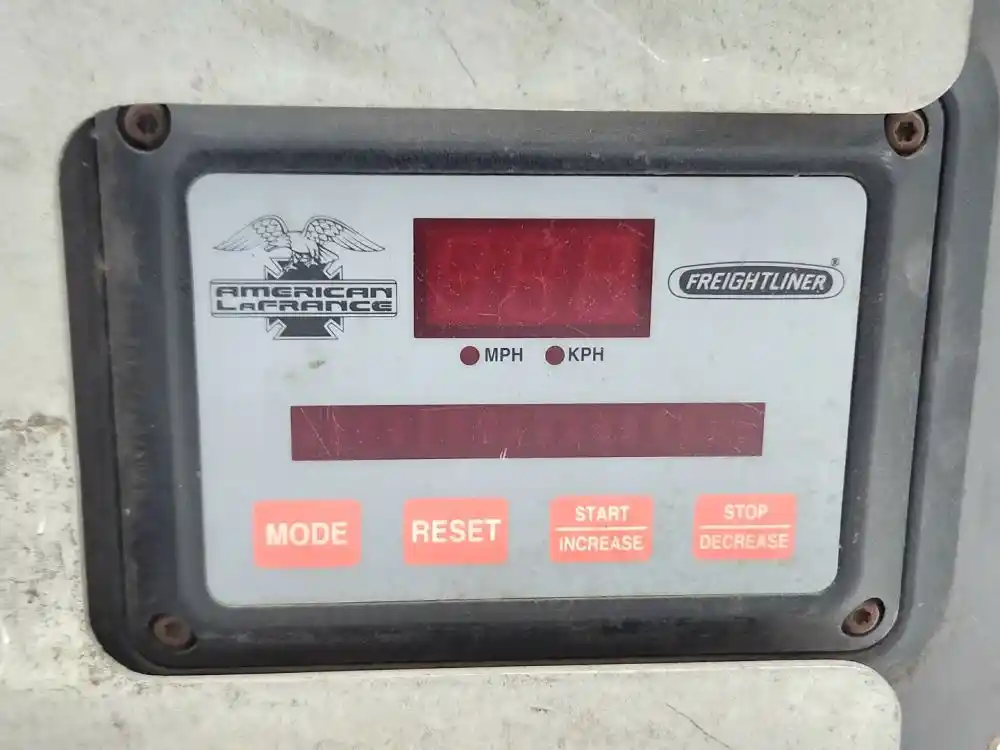 AMERICAN
LAFRANCE
FREIGHTLINER®
MPH KPH
MODE
RESET
START
INCREASE
STOP
DECREASE